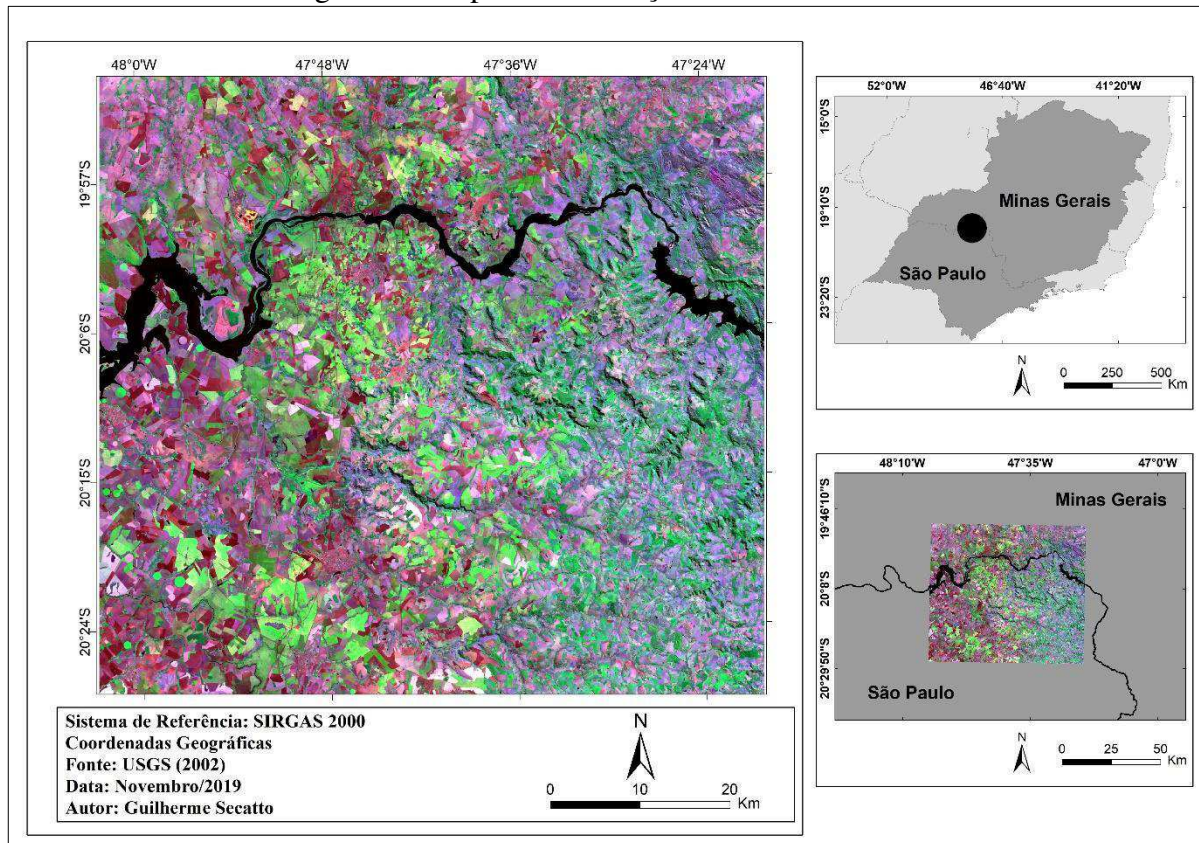 48°0'W 47°48'W 47°36'W 47°24'W
19°57'S
20°6'S
20°15'S
20°24'S
Sistema de Referência: SIRGAS 2000
Coordenadas Geográficas
Fonte: USGS (2002)
Data: Novembro/2019
Autor: Guilherme Secatto
N
0 10 20
Km
52°0'W 46°40'W 41°20'W
15°0'S
19°10'S
23°20'S
Minas Gerais
São Paulo
N
0 250 500
Km
48°10'W 47°35'W 47°0'W
19°46'10"S
20°8'S
20°29'50"S
Minas Gerais
São Paulo
N
0 25 50
Km